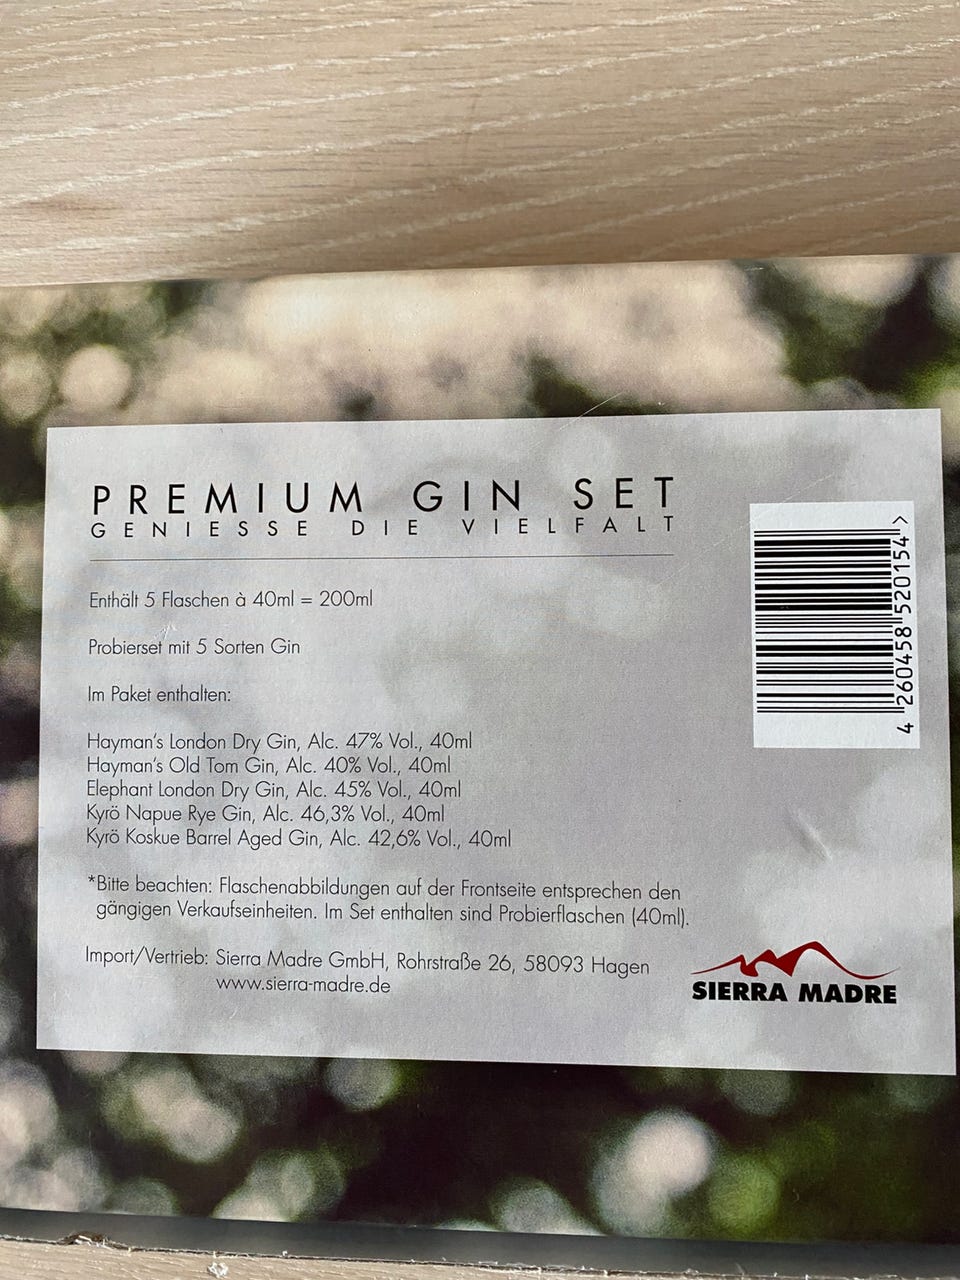 PREMIUM GIN SET
GENIESSE DIE VIELFALT
Enthält 5 Flaschen à 40ml = 200ml
Probierset mit 5 Sorten Gin
Im Paket enthalten:
Hayman's London Dry Gin, Alc. 47% Vol., 40ml
Hayman's Old Tom Gin, Alc. 40% Vol., 40ml
Elephant London Dry Gin, Alc. 45% Vol., 40ml
Kyrö Napue Rye Gin, Alc. 46,3% Vol., 40ml
Kyrö Koskue Barrel Aged Gin, Alc. 42,6% Vol., 40ml
*Bitte beachten: Flaschenabbildungen auf der Frontseite entsprechen den
gängigen Verkaufseinheiten. Im Set enthalten sind Probierflaschen (40ml).
Import/Vertrieb: Sierra Madre GmbH, Rohrstraße 26, 58093 Hagen
www.sierra-madre.de
SIERRA MADRE
4 260458 520154 >